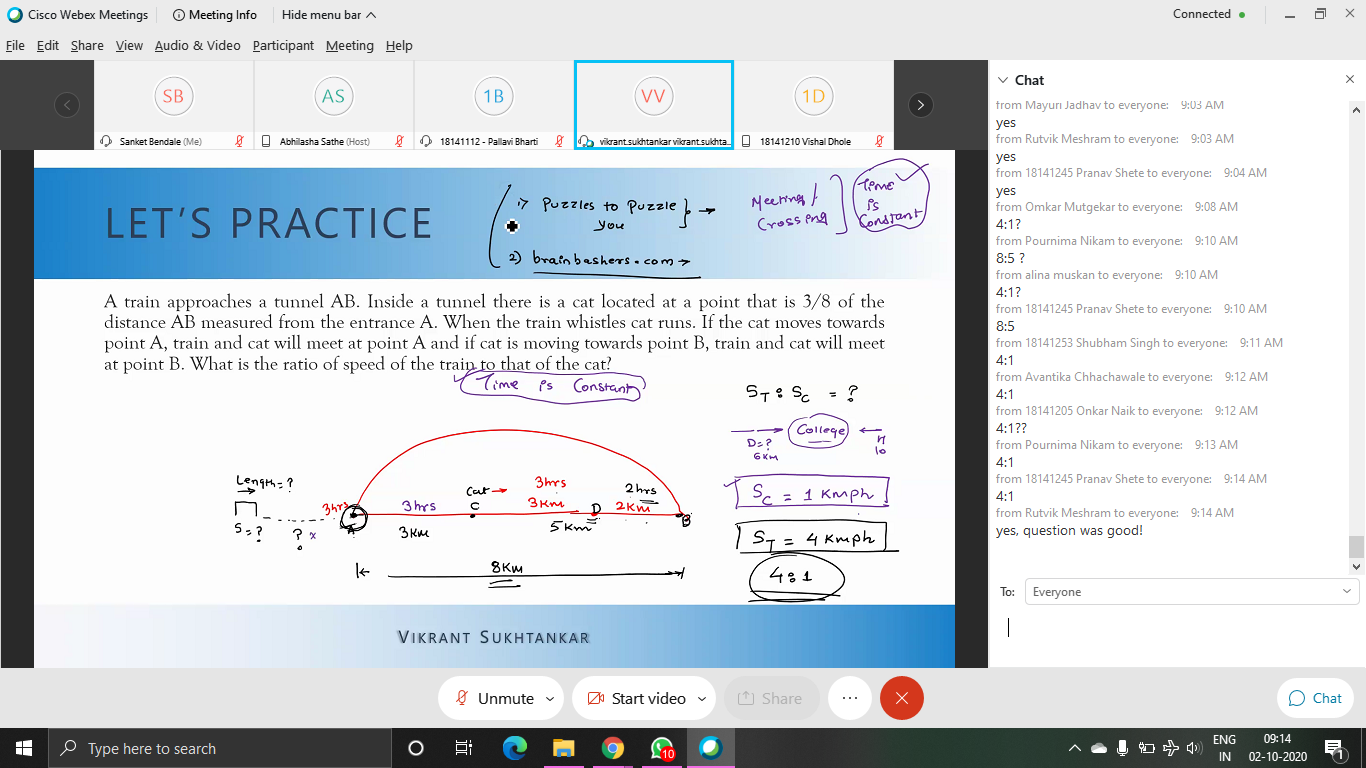 Cisco Webex Meetings
Meeting Info
Hide menu bar
Connected
File Edit Share View Audio & Video Participant Meeting Help
SB
AS
1B
VV
1D
Sanket Bendale (Me)
Abhilasha Sathe (Host)
18141112 - Pallavi Bharti
vikrant.sukhtankar vikrant.sukhta...
18141210 Vishal Dhole
LET'S PRACTICE
1) Puzzles to Puzzle
you
2) brainbashers.com
Meeting/
Crossing
Time
is
Constant
A train approaches a tunnel AB. Inside a tunnel there is a cat located at a point that is 3/8 of the
distance AB measured from the entrance A. When the train whistles cat runs. If the cat moves towards
point A, train and cat will meet at point A and if cat is moving towards point B, train and cat will meet
at point B. What is the ratio of speed of the train to that of the cat?
Time is Constant
ST : SC = ?
College
D=?
6Km
10
Length=?
S=?
?
x
3hrs
A
3hrs
3Km
Cat
C
3hrs
3Km
5Km
D
2hrs
2Km
B
8Km
SC = 1 Kmph
ST = 4 Kmph
4:1
VIKRANT SUKHTANKAR
Chat
from Mayuri Jadhav to everyone: 9:03 AM
yes
from Rutvik Meshram to everyone: 9:03 AM
yes
from 18141245 Pranav Shete to everyone: 9:04 AM
yes
from Omkar Mutgekar to everyone: 9:08 AM
4:1?
from Pournima Nikam to everyone: 9:10 AM
8:5 ?
from alina muskan to everyone: 9:10 AM
4:1?
from 18141245 Pranav Shete to everyone: 9:10 AM
8:5
from 18141253 Shubham Singh to everyone: 9:11 AM
4:1
from Avantika Chhachawale to everyone: 9:12 AM
4:1
from 18141205 Onkar Naik to everyone: 9:12 AM
4:1??
from Pournima Nikam to everyone: 9:13 AM
4:1
from 18141245 Pranav Shete to everyone: 9:14 AM
4:1
from Rutvik Meshram to everyone: 9:14 AM
yes, question was good!
To: Everyone
Unmute
Start video
Share
Chat
Type here to search
10
ENG
IN
09:14
02-10-2020
1